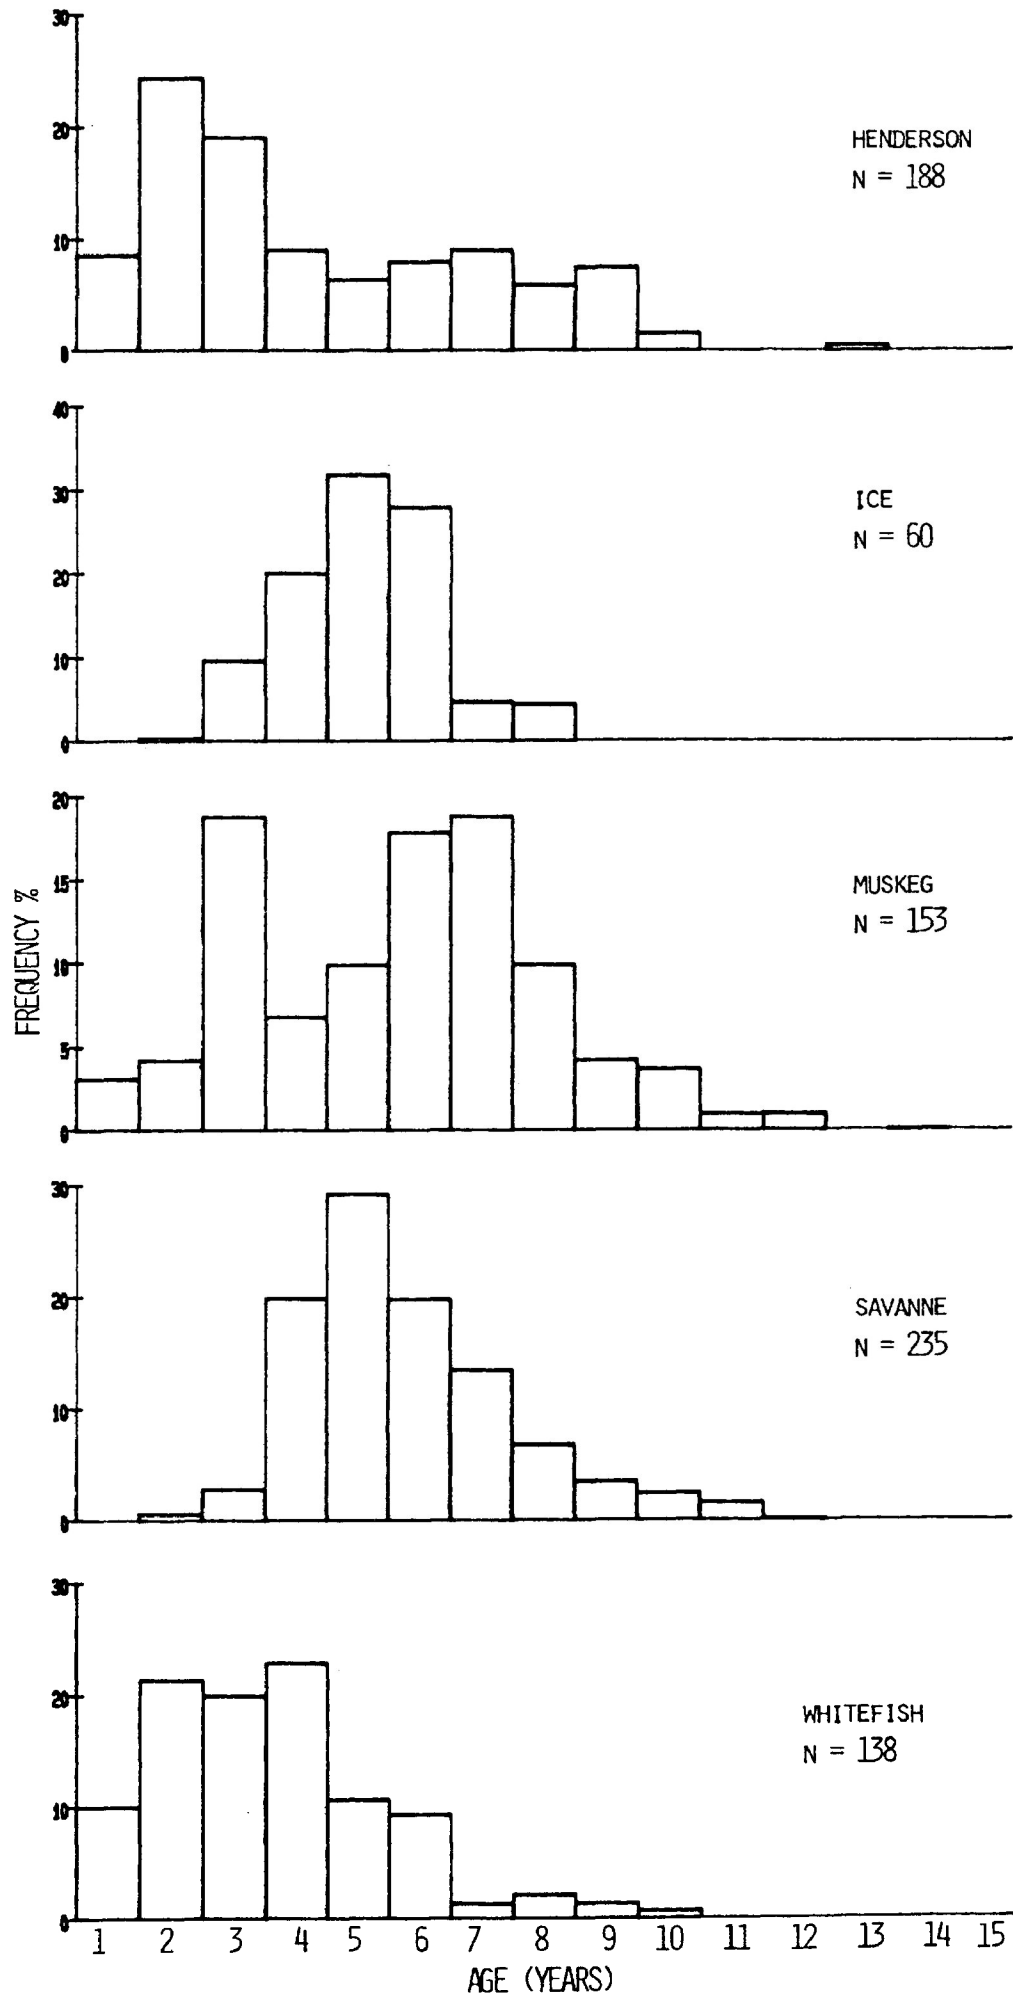 30
20
10
0
HENDERSON
N = 188
40
30
20
10
0
ICE
N = 60
20
15
10
5
0
MUSKEG
N = 153
FREQUENCY %
30
20
10
0
SAVANNE
N = 235
30
20
10
0
WHITEFISH
N = 138
1 2 3 4 5 6 7 8 9 10 11 12 13 14 15
AGE (YEARS)